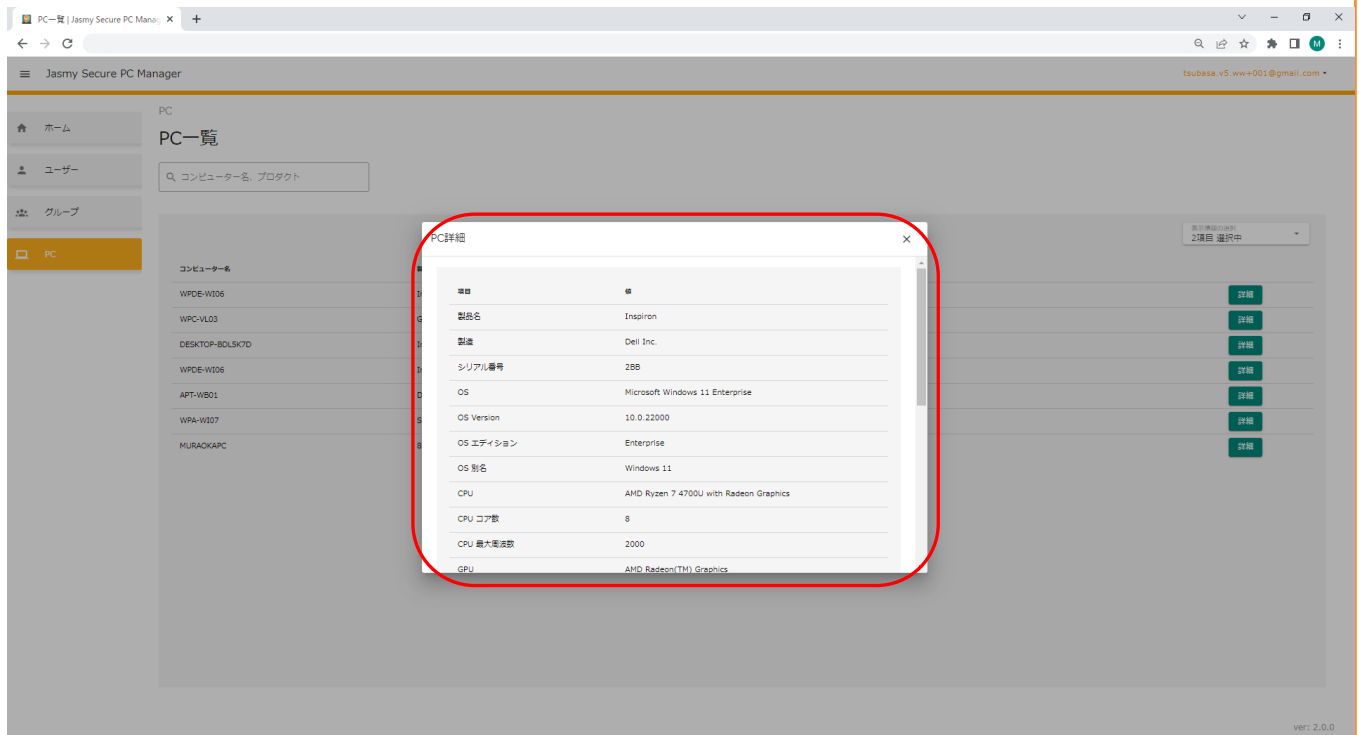 PC一覧 | Jasmy Secure PC Manag
M
Jasmy Secure PC Manager
tsubesa.v5.ww+001@gmail.com
ホーム
ユーザー
グループ
PC
PC
PC一覧
コンピューター名、プロダクト
表示情報の選択
2項目 選択中
コンピューター名
WPDE-WI06 詳細
WPC-VL03 詳細
DESKTOP-BDL5K7D 詳細
WPDE-WI06 詳細
APT-WB01 詳細
WPA-WI07 詳細
MURAOKAPC 詳細
PC詳細
項目 値
製品名 Inspiron
製造 Dell Inc.
シリアル番号 2BB
OS Microsoft Windows 11 Enterprise
OS Version 10.0.22000
OS エディション Enterprise
OS 別名 Windows 11
CPU AMD Ryzen 7 4700U with Radeon Graphics
CPU コア数 8
CPU 最大周波数 2000
GPU AMD Radeon(TM) Graphics
ver: 2.0.0